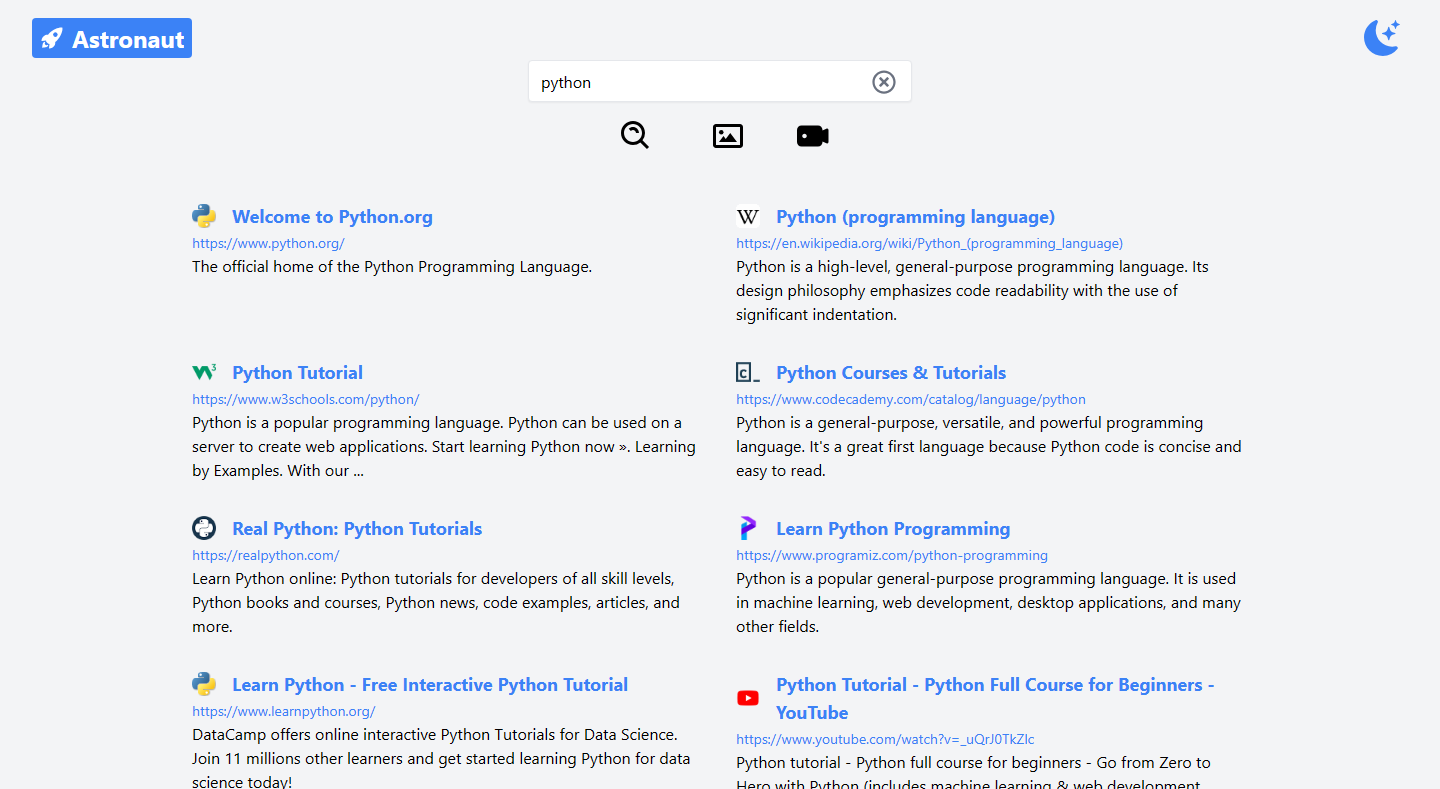 Astronaut
python
Welcome to Python.org
https://www.python.org/
The official home of the Python Programming Language.
Python (programming language)
https://en.wikipedia.org/wiki/Python_(programming_language)
Python is a high-level, general-purpose programming language. Its
design philosophy emphasizes code readability with the use of
significant indentation.
Python Tutorial
https://www.w3schools.com/python/
Python is a popular programming language. Python can be used on a
server to create web applications. Start learning Python now ». Learning
by Examples. With our ...
Python Courses & Tutorials
https://www.codecademy.com/catalog/language/python
Python is a general-purpose, versatile, and powerful programming
language. It's a great first language because Python code is concise and
easy to read.
Real Python: Python Tutorials
https://realpython.com/
Learn Python online: Python tutorials for developers of all skill levels,
Python books and courses, Python news, code examples, articles, and
more.
Learn Python Programming
https://www.programiz.com/python-programming
Python is a popular general-purpose programming language. It is used
in machine learning, web development, desktop applications, and many
other fields.
Learn Python - Free Interactive Python Tutorial
https://www.learnpython.org/
DataCamp offers online interactive Python Tutorials for Data Science.
Join 11 millions other learners and get started learning Python for data
science today!
Python Tutorial - Python Full Course for Beginners -
YouTube
https://www.youtube.com/watch?v=_uQrJ0TkZlc
Python tutorial - Python full course for beginners - Go from Zero to
Hero with Python (includes machine learning & web development